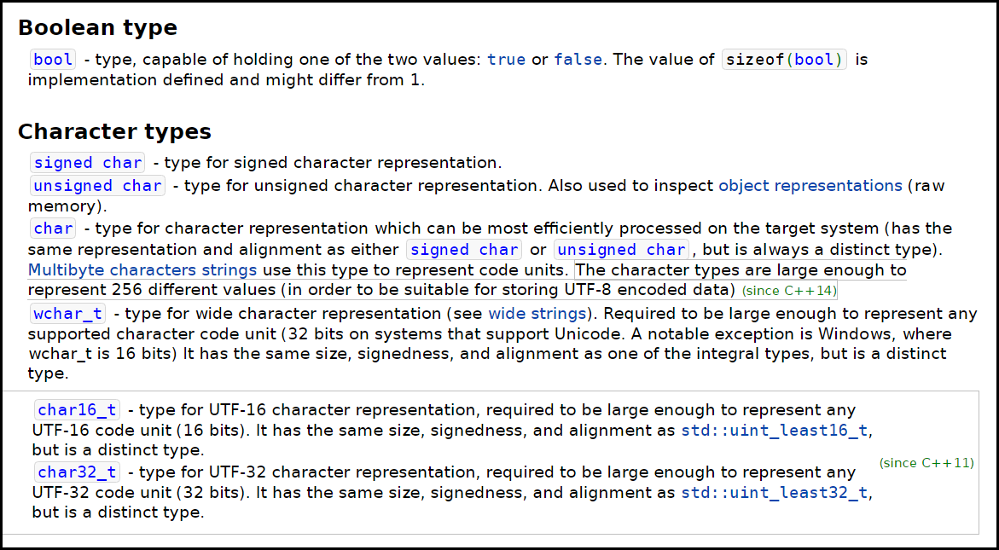 Boolean type
bool - type, capable of holding one of the two values: true or false. The value of sizeof(bool) is
implementation defined and might differ from 1.
Character types
signed char - type for signed character representation.
unsigned char - type for unsigned character representation. Also used to inspect object representations (raw
memory).
char - type for character representation which can be most efficiently processed on the target system (has the
same representation and alignment as either signed char or unsigned char, but is always a distinct type).
Multibyte characters strings use this type to represent code units. The character types are large enough to
represent 256 different values (in order to be suitable for storing UTF-8 encoded data) (since C++14)
wchar_t - type for wide character representation (see wide strings). Required to be large enough to represent any
supported character code unit (32 bits on systems that support Unicode. A notable exception is Windows, where
wchar_t is 16 bits) It has the same size, signedness, and alignment as one of the integral types, but is a distinct
type.
char16_t - type for UTF-16 character representation, required to be large enough to represent any
UTF-16 code unit (16 bits). It has the same size, signedness, and alignment as std::uint_least16_t,
but is a distinct type.
char32_t - type for UTF-32 character representation, required to be large enough to represent any
UTF-32 code unit (32 bits). It has the same size, signedness, and alignment as std::uint_least32_t,
but is a distinct type.
(since C++11)